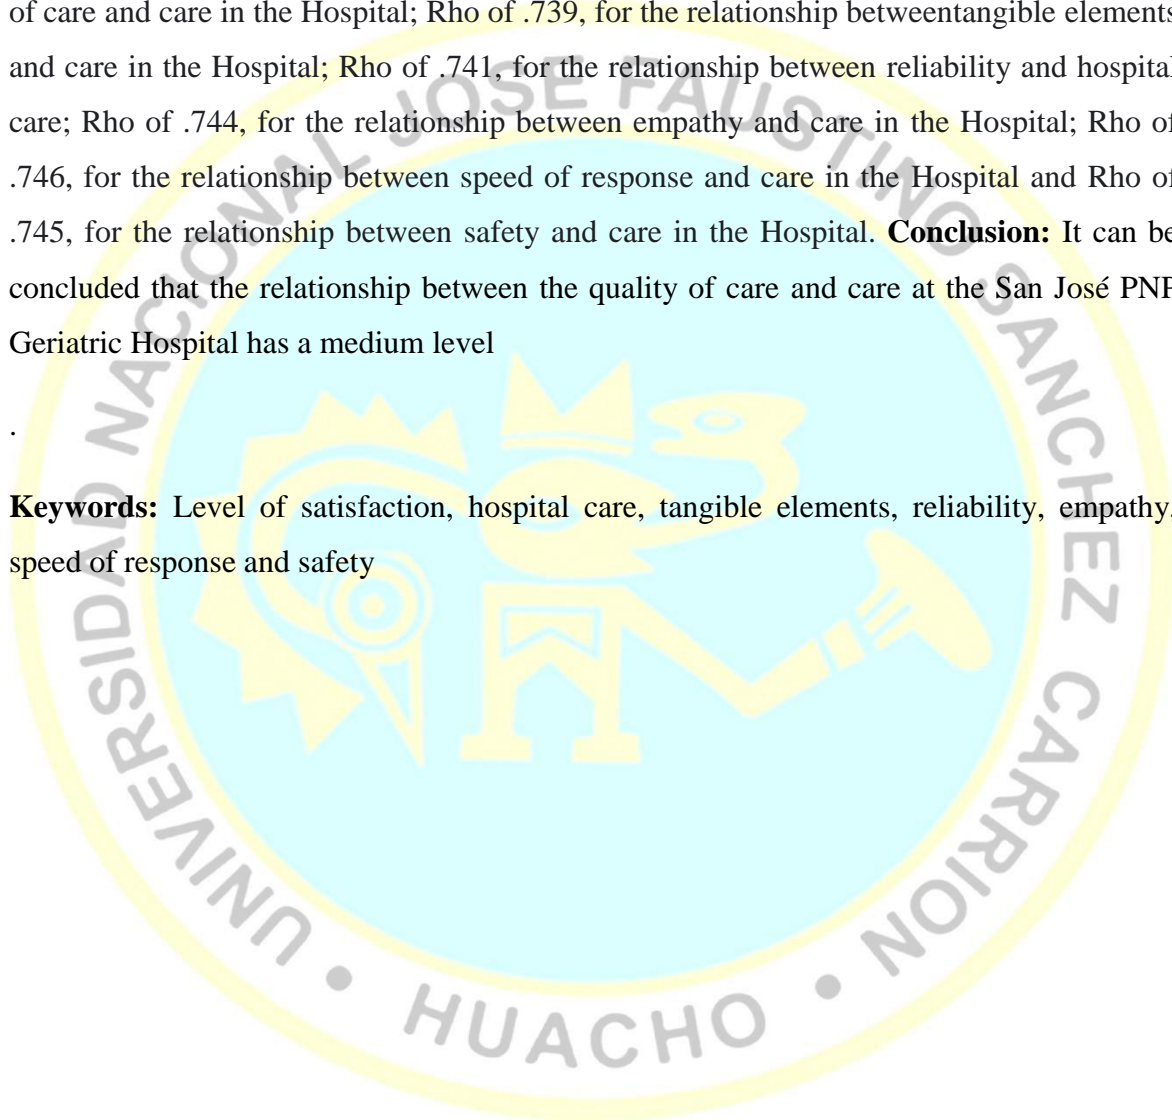 of care and care in the Hospital; Rho of .739, for the relationship betweentangible elements
and care in the Hospital; Rho of .741, for the relationship between reliability and hospital
care; Rho of .744, for the relationship between empathy and care in the Hospital; Rho of
.746, for the relationship between speed of response and care in the Hospital and Rho of
.745, for the relationship between safety and care in the Hospital. Conclusion: It can be
concluded that the relationship between the quality of care and care at the San José PNP
Geriatric Hospital has a medium level
.
Keywords: Level of satisfaction, hospital care, tangible elements, reliability, empathy,
speed of response and safety
UNIVERSIDAD NACIONAL JOSE FAUSTINO SANCHEZ CARRION
• HUACHO •